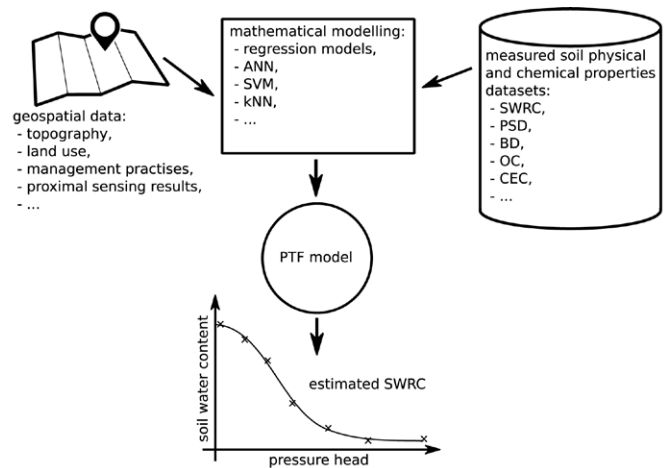 mathematical modelling:
- regression models,
- ANN,
- SVM,
- kNN,
- ...
measured soil physical
and chemical properties
datasets:
- SWRC,
- PSD,
- BD,
- OC,
- CEC,
- ...
geospatial data:
- topography,
- land use,
- management practises,
- proximal sensing results,
- ...
PTF model
soil water content
estimated SWRC
pressure head